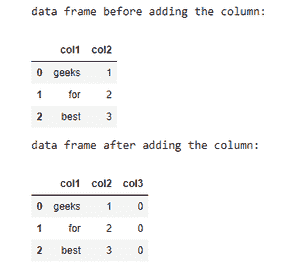 data frame before adding the column:
col1 col2
0 geeks 1
1 for 2
2 best 3
data frame after adding the column:
col1 col2 col3
0 geeks 1 0
1 for 2 0
2 best 3 0